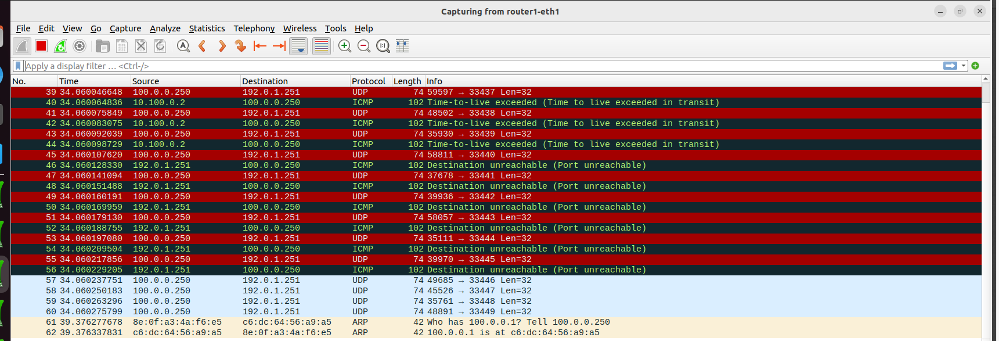 Capturing from router1-eth1
File Edit View Go Capture Analyze Statistics Telephony Wireless Tools Help
Apply a display filter … <Ctrl-/>
No. Time Source Destination Protocol Length Info
39 34.060046648 100.0.0.250 192.0.1.251 UDP 74 59597 → 33437 Len=32
40 34.060064836 10.100.0.2 100.0.0.250 ICMP 102 Time-to-live exceeded (Time to live exceeded in transit)
41 34.060075849 100.0.0.250 192.0.1.251 UDP 74 48502 → 33438 Len=32
42 34.060083075 10.100.0.2 100.0.0.250 ICMP 102 Time-to-live exceeded (Time to live exceeded in transit)
43 34.060092039 100.0.0.250 192.0.1.251 UDP 74 35930 → 33439 Len=32
44 34.060098729 10.100.0.2 100.0.0.250 ICMP 102 Time-to-live exceeded (Time to live exceeded in transit)
45 34.060107620 100.0.0.250 192.0.1.251 UDP 74 58811 → 33440 Len=32
46 34.060128330 192.0.1.251 100.0.0.250 ICMP 102 Destination unreachable (Port unreachable)
47 34.060141094 100.0.0.250 192.0.1.251 UDP 74 37678 → 33441 Len=32
48 34.060151488 192.0.1.251 100.0.0.250 ICMP 102 Destination unreachable (Port unreachable)
49 34.060160191 100.0.0.250 192.0.1.251 UDP 74 39936 → 33442 Len=32
50 34.060169959 192.0.1.251 100.0.0.250 ICMP 102 Destination unreachable (Port unreachable)
51 34.060179130 100.0.0.250 192.0.1.251 UDP 74 58057 → 33443 Len=32
52 34.060188755 192.0.1.251 100.0.0.250 ICMP 102 Destination unreachable (Port unreachable)
53 34.060197080 100.0.0.250 192.0.1.251 UDP 74 35111 → 33444 Len=32
54 34.060209504 192.0.1.251 100.0.0.250 ICMP 102 Destination unreachable (Port unreachable)
55 34.060217856 100.0.0.250 192.0.1.251 UDP 74 39970 → 33445 Len=32
56 34.060229205 192.0.1.251 100.0.0.250 ICMP 102 Destination unreachable (Port unreachable)
57 34.060237751 100.0.0.250 192.0.1.251 UDP 74 49685 → 33446 Len=32
58 34.060250183 100.0.0.250 192.0.1.251 UDP 74 45526 → 33447 Len=32
59 34.060263296 100.0.0.250 192.0.1.251 UDP 74 35761 → 33448 Len=32
60 34.060275799 100.0.0.250 192.0.1.251 UDP 74 48891 → 33449 Len=32
61 39.376277678 8e:0f:a3:4a:f6:e5 c6:dc:64:56:a9:a5 ARP 42 Who has 100.0.0.1? Tell 100.0.0.250
62 39.376337831 c6:dc:64:56:a9:a5 8e:0f:a3:4a:f6:e5 ARP 42 100.0.0.1 is at c6:dc:64:56:a9:a5